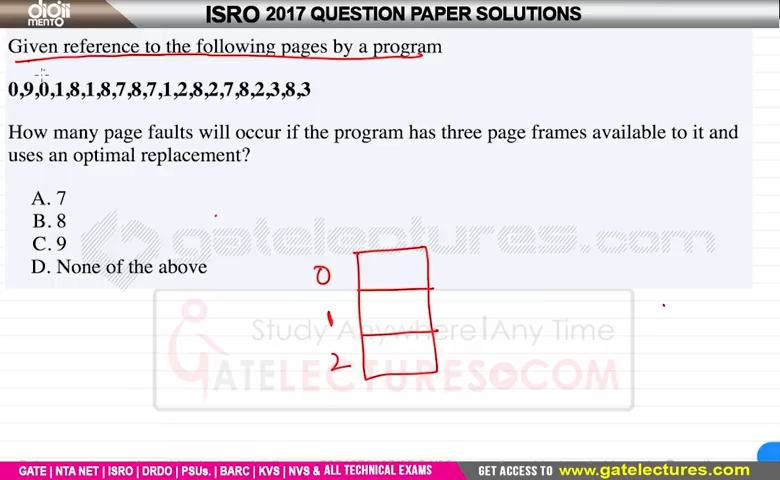 didii
MENTO
ISRO 2017 QUESTION PAPER SOLUTIONS
Given reference to the following pages by a program
0,9,0,1,8,1,8,7,8,7,1,2,8,2,7,8,2,3,8,3
How many page faults will occur if the program has three page frames available to it and
uses an optimal replacement?
A. 7
B. 8
C. 9
D. None of the above
gatelectures.com
0
1
2
Study Anywhere|Any Time
GATELECTURES.COM
GATE | NTA NET | ISRO | DRDO | PSUs. | BARC | KVS | NVS & ALL TECHNICAL EXAMS
GET ACCESS TO www.gatelectures.com